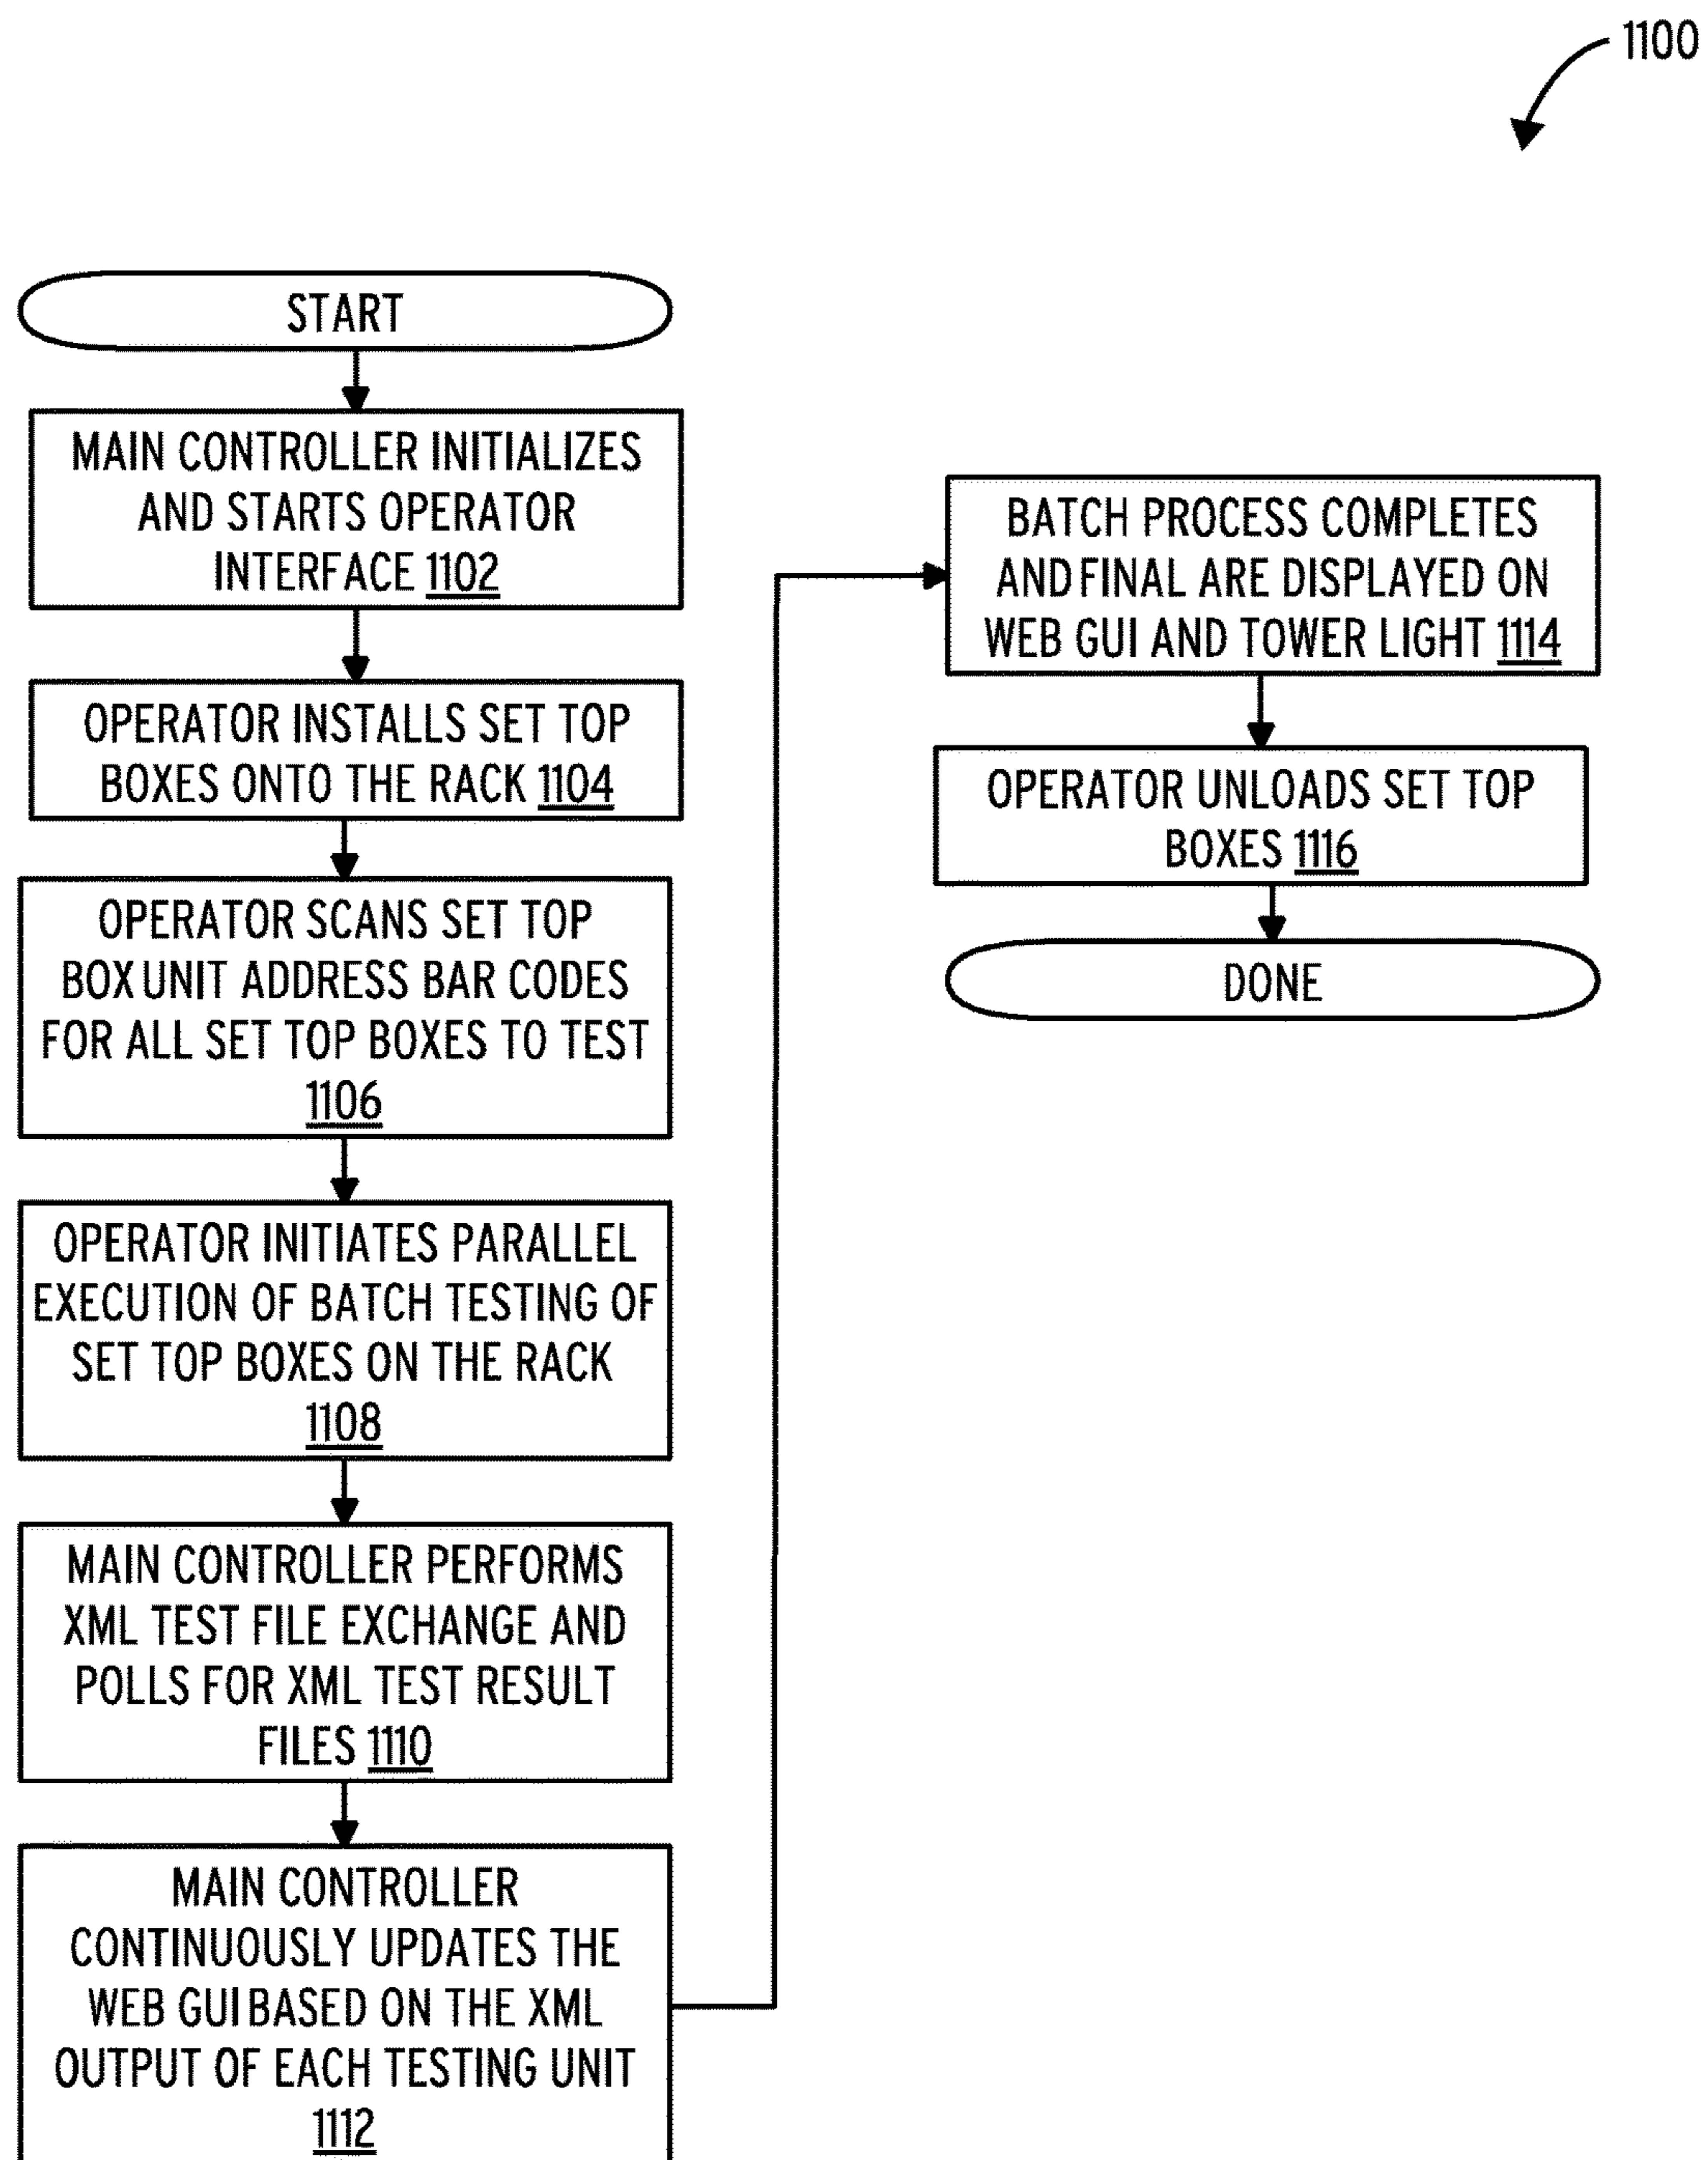 1100
START
MAIN CONTROLLER INITIALIZES
AND STARTS OPERATOR
INTERFACE 1102
OPERATOR INSTALLS SET TOP
BOXES ONTO THE RACK 1104
OPERATOR SCANS SET TOP
BOX UNIT ADDRESS BAR CODES
FOR ALL SET TOP BOXES TO TEST
1106
OPERATOR INITIATES PARALLEL
EXECUTION OF BATCH TESTING OF
SET TOP BOXES ON THE RACK
1108
MAIN CONTROLLER PERFORMS
XML TEST FILE EXCHANGE AND
POLLS FOR XML TEST RESULT
FILES 1110
MAIN CONTROLLER
CONTINUOUSLY UPDATES THE
WEB GUI BASED ON THE XML
OUTPUT OF EACH TESTING UNIT
1112
BATCH PROCESS COMPLETES
AND FINAL ARE DISPLAYED ON
WEB GUI AND TOWER LIGHT 1114
OPERATOR UNLOADS SET TOP
BOXES 1116
DONE